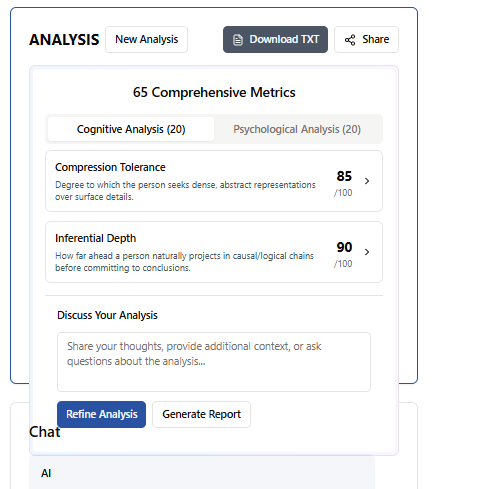 ANALYSIS New Analysis Download TXT Share
65 Comprehensive Metrics
Cognitive Analysis (20) Psychological Analysis (20)
Compression Tolerance
Degree to which the person seeks dense, abstract representations
over surface details.
85
/100
Inferential Depth
How far ahead a person naturally projects in causal/logical chains
before committing to conclusions.
90
/100
Discuss Your Analysis
Share your thoughts, provide additional context, or ask
questions about the analysis...
Refine Analysis Generate Report
Chat
AI